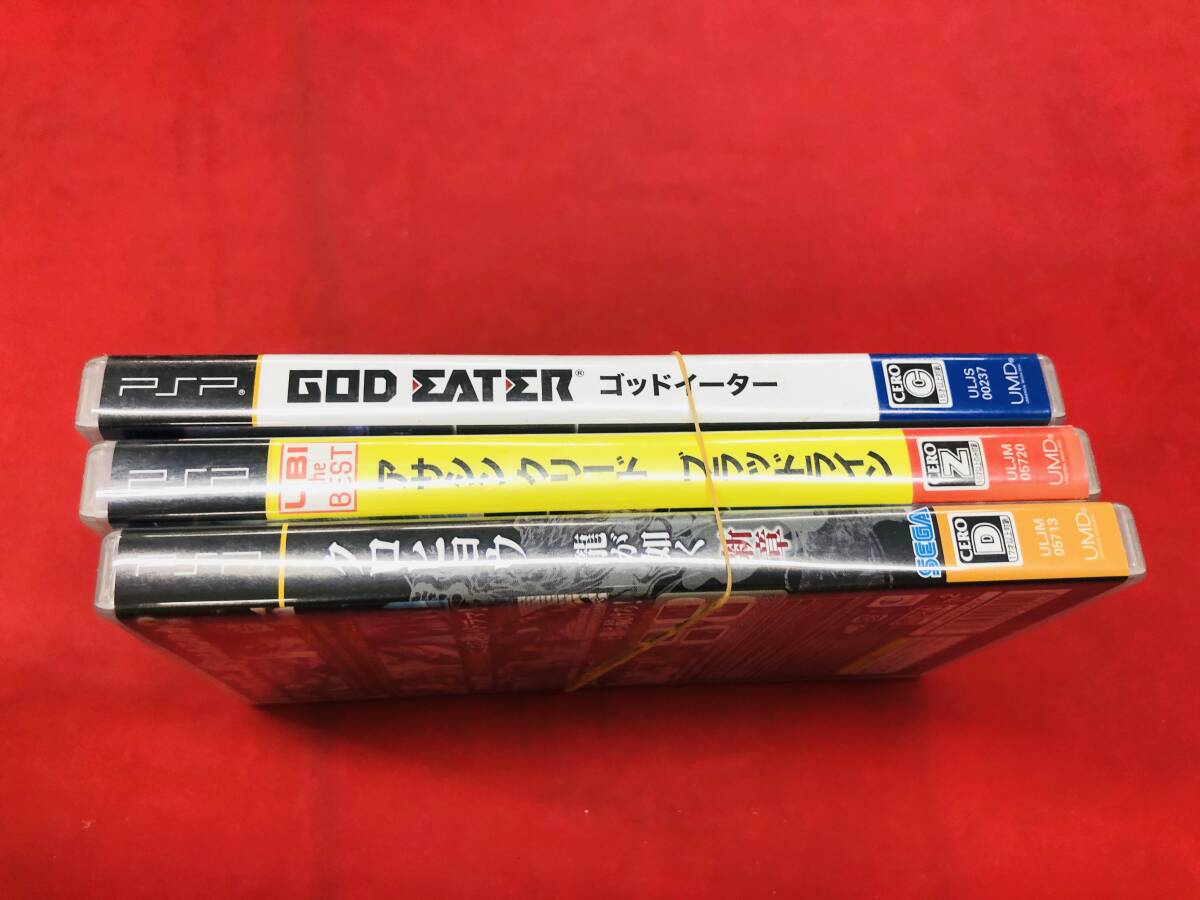 PSP® GOD EATER® ゴッドイーター CERO C ULJS 00237 UMD®
UBI the BEST アサシン クリード ブラッドライン CERO Z ULJM 05720 UMD®
クロヒョウ 龍が如く 新章 SEGA CERO D ULJM 05713 UMD®